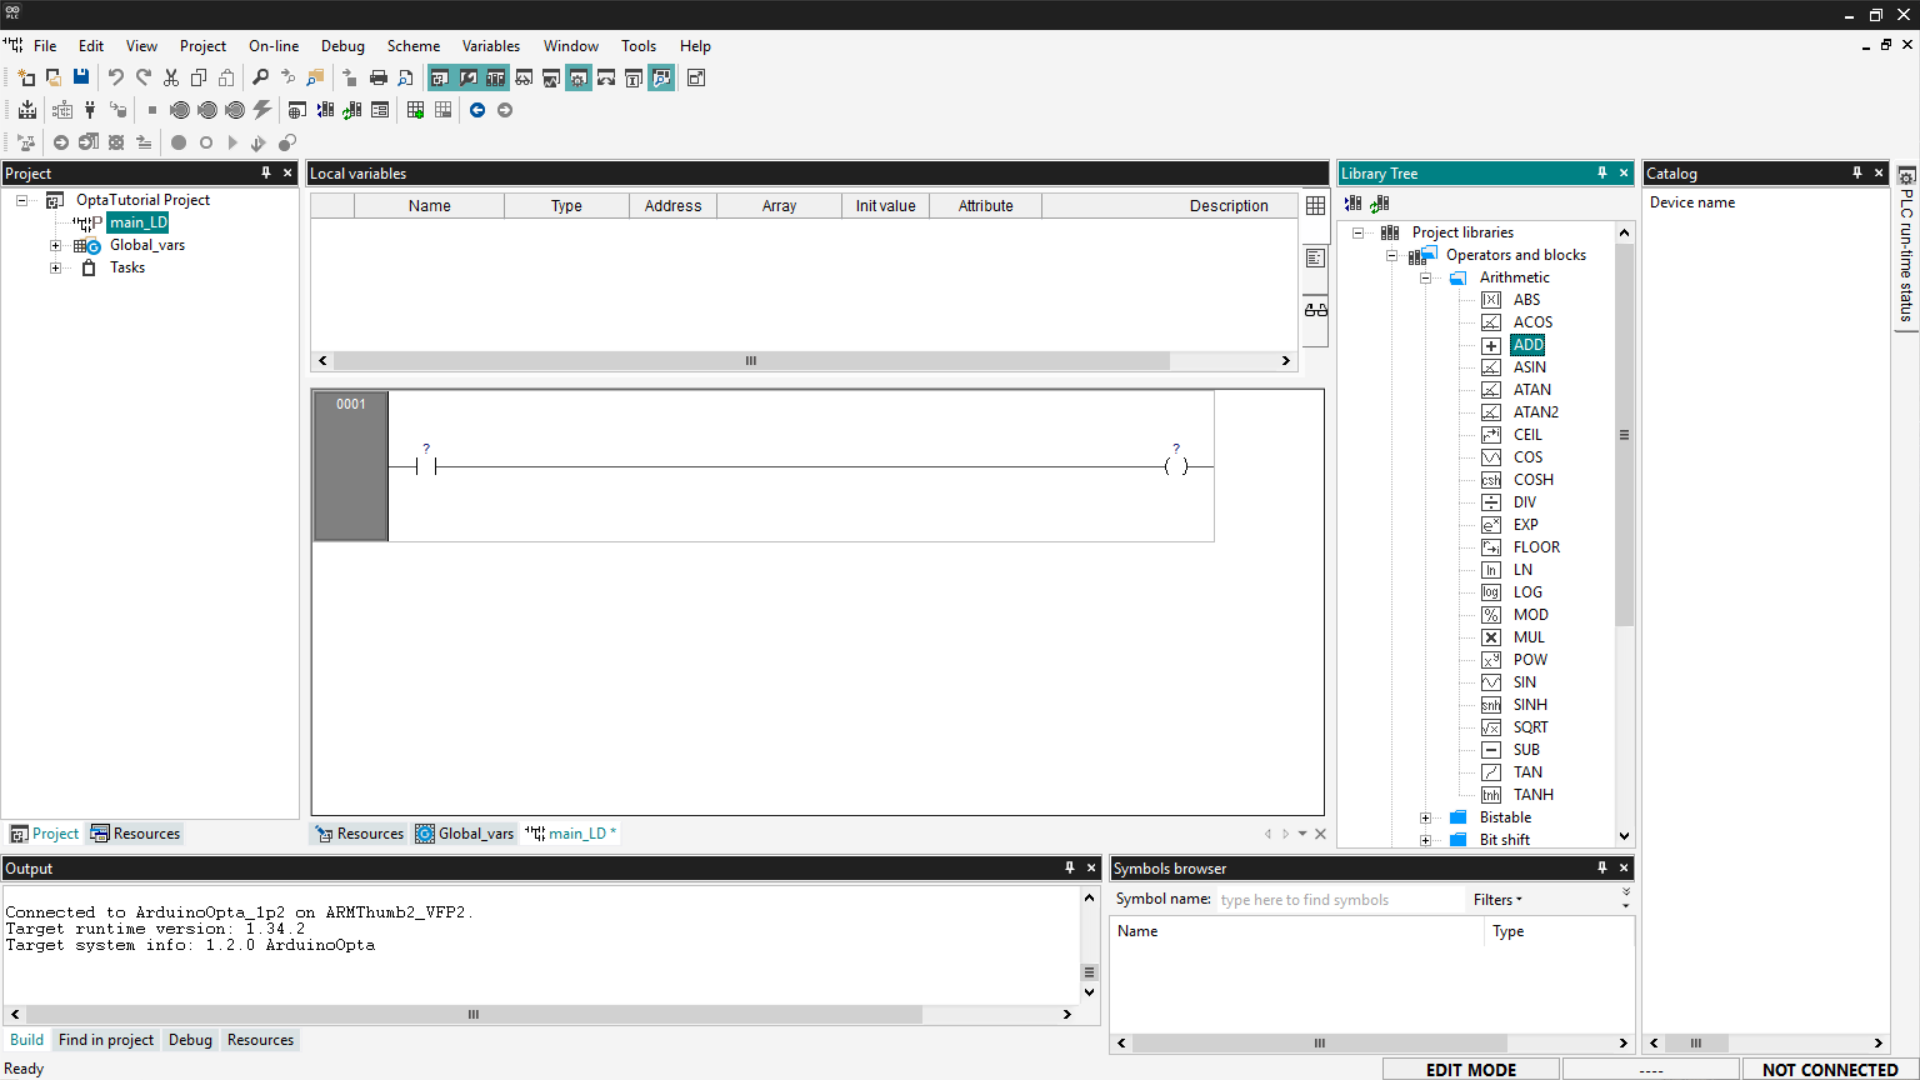 PLC
File Edit View Project On-line Debug Scheme Variables Window Tools Help
Project
OptaTutorial Project
main_LD
Global_vars
Tasks
Project Resources
Local variables
Name Type Address Array Init value Attribute Description
0001
? ?
Resources Global_vars main_LD *
Library Tree
Project libraries
Operators and blocks
Arithmetic
ABS
ACOS
ADD
ASIN
ATAN
ATAN2
CEIL
COS
csh COSH
DIV
EXP
FLOOR
ln LN
log LOG
% MOD
MUL
POW
SIN
snh SINH
SQRT
SUB
TAN
tnh TANH
Bistable
Bit shift
Catalog
Device name
PLC run-time status
Output
Connected to ArduinoOpta_1p2 on ARMThumb2_VFP2.
Target runtime version: 1.34.2
Target system info: 1.2.0 ArduinoOpta
Build Find in project Debug Resources
Symbols browser
Symbol name: type here to find symbols Filters
Name Type
Ready
EDIT MODE ---- NOT CONNECTED